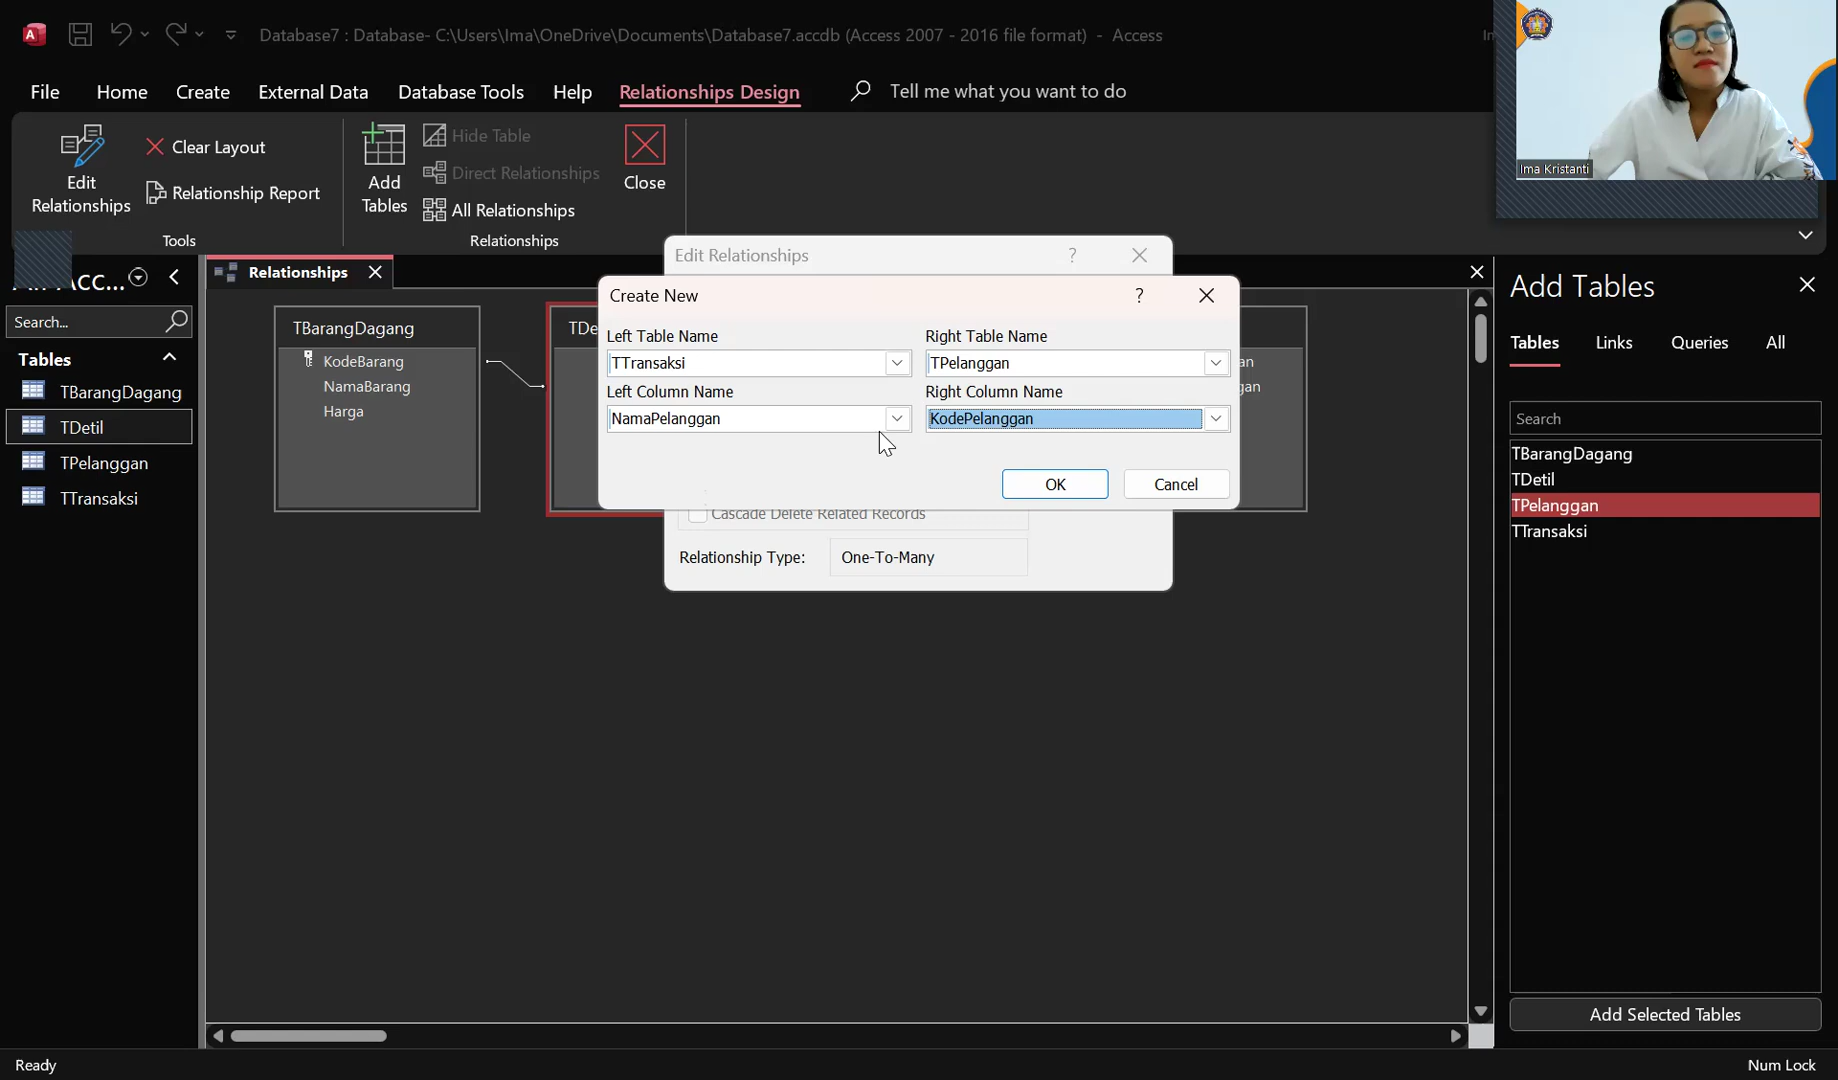 Database7 : Database- C:\Users\Ima\OneDrive\Documents\Database7.accdb (Access 2007 - 2016 file format) - Access
File Home Create External Data Database Tools Help Relationships Design Tell me what you want to do
Ima Kristanti
Edit Relationships
Clear Layout
Relationship Report
Tools
Add Tables
Hide Table
Direct Relationships
All Relationships
Close
Relationships
Search...
Tables
TBarangDagang
TDetil
TPelanggan
TTransaksi
Relationships
TBarangDagang
KodeBarang
NamaBarang
Harga
Edit Relationships
Create New
Left Table Name Right Table Name
TTransaksi TPelanggan
Left Column Name Right Column Name
NamaPelanggan KodePelanggan
OK Cancel
Cascade Delete Related Records
Relationship Type: One-To-Many
Add Tables
Tables Links Queries All
Search
TBarangDagang
TDetil
TPelanggan
TTransaksi
Add Selected Tables
Ready
Num Lock